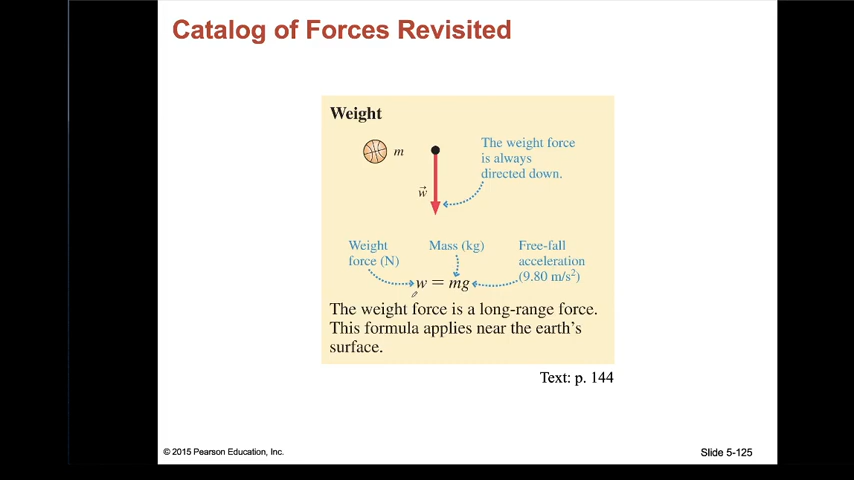 Catalog of Forces Revisited
Weight
m
The weight force
is always
directed down.
w⃗
Weight
force (N)
Mass (kg)
Free-fall
acceleration
(9.80 m/s²)
w = mg
The weight force is a long-range force.
This formula applies near the earth's
surface.
Text: p. 144
© 2015 Pearson Education, Inc.
Slide 5-125